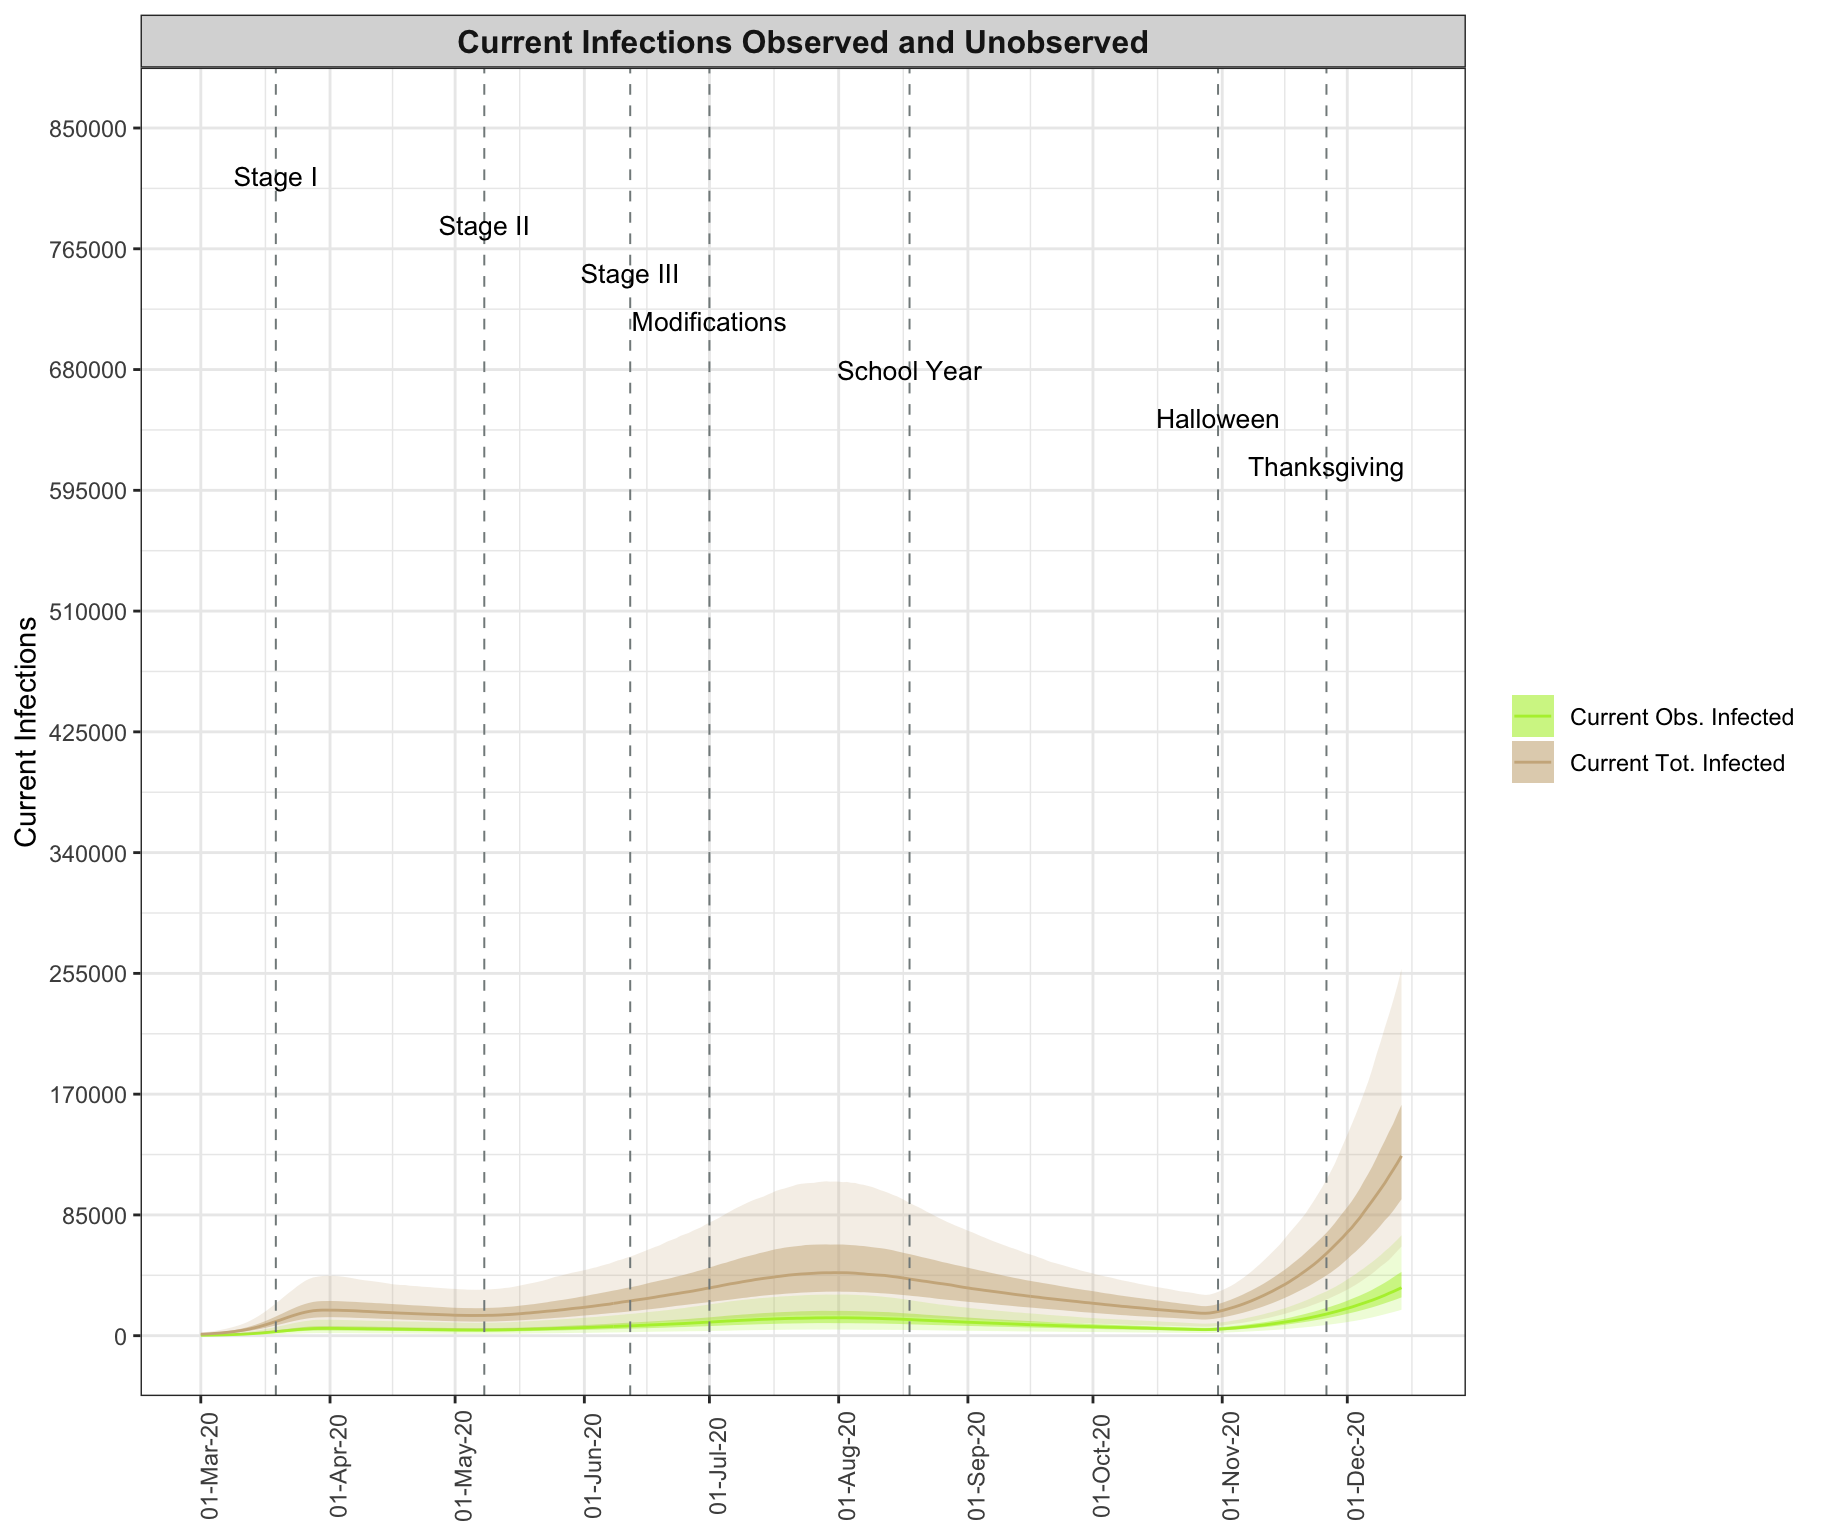 Current Infections Observed and Unobserved
850000
765000
680000
595000
510000
425000
340000
255000
170000
85000
0
Current Infections
Stage I
Stage II
Stage III
Modifications
School Year
Halloween
Thanksgiving
01-Mar-20
01-Apr-20
01-May-20
01-Jun-20
01-Jul-20
01-Aug-20
01-Sep-20
01-Oct-20
01-Nov-20
01-Dec-20
Current Obs. Infected
Current Tot. Infected